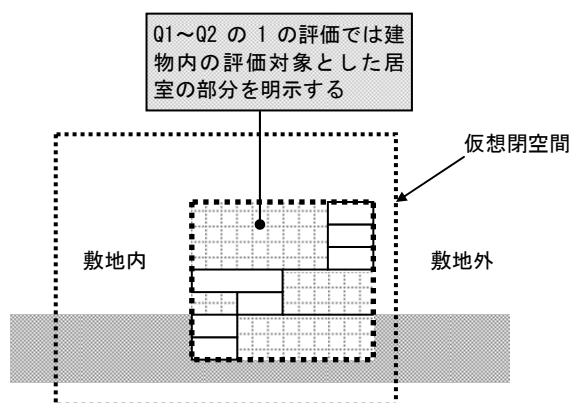 Q1～Q2 の 1 の評価では建
物内の評価対象とした居
室の部分を明示する
仮想閉空間
敷地内
敷地外